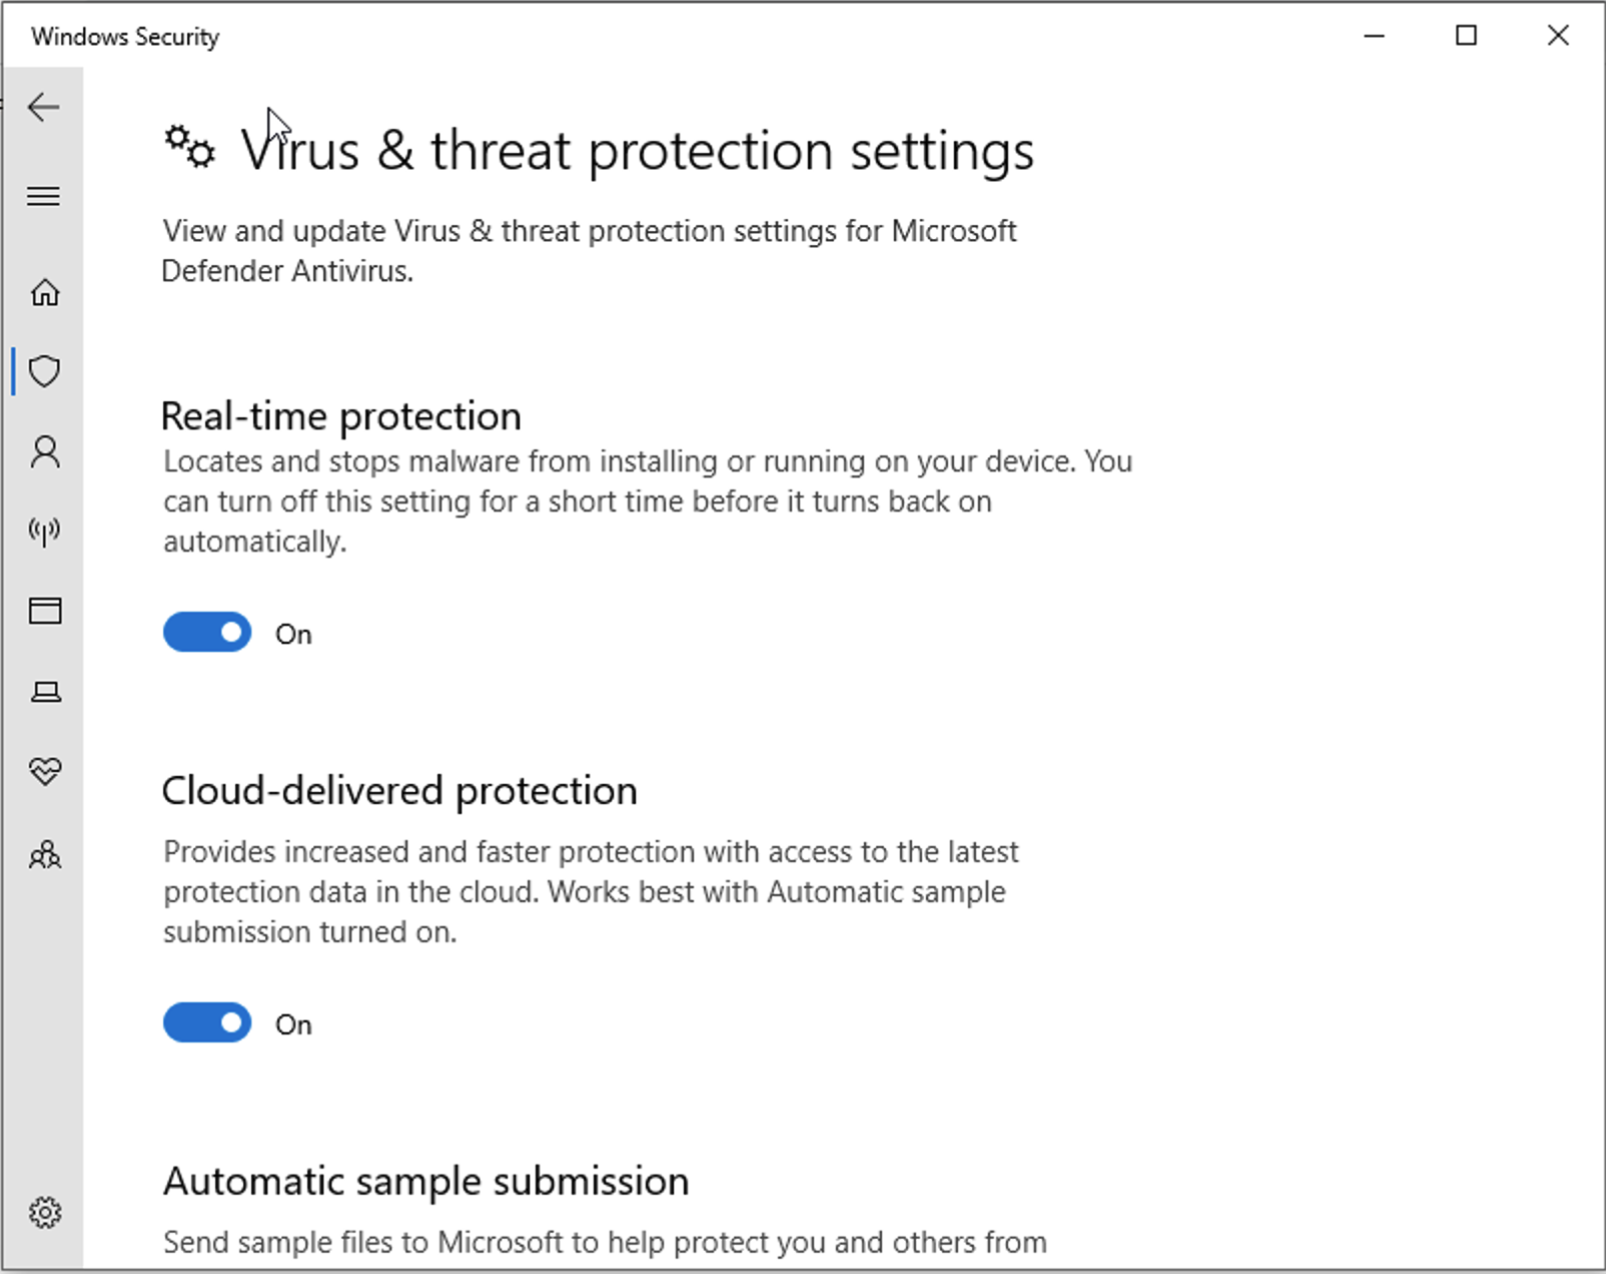 Windows Security
Virus & threat protection settings
View and update Virus & threat protection settings for Microsoft
Defender Antivirus.
Real-time protection
Locates and stops malware from installing or running on your device. You
can turn off this setting for a short time before it turns back on
automatically.
On
Cloud-delivered protection
Provides increased and faster protection with access to the latest
protection data in the cloud. Works best with Automatic sample
submission turned on.
On
Automatic sample submission
Send sample files to Microsoft to help protect you and others from